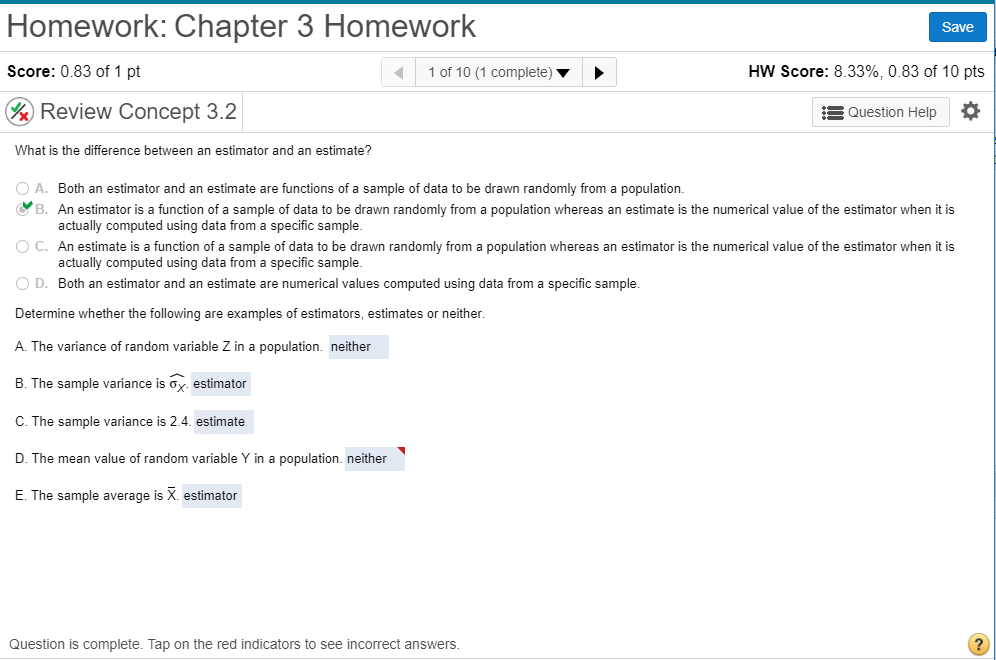 Homework: Chapter 3 Homework
Save
Score: 0.83 of 1 pt
1 of 10 (1 complete)
HW Score: 8.33%, 0.83 of 10 pts
Review Concept 3.2
Question Help
What is the difference between an estimator and an estimate?
A. Both an estimator and an estimate are functions of a sample of data to be drawn randomly from a population.
B. An estimator is a function of a sample of data to be drawn randomly from a population whereas an estimate is the numerical value of the estimator when it is
actually computed using data from a specific sample.
C. An estimate is a function of a sample of data to be drawn randomly from a population whereas an estimator is the numerical value of the estimator when it is
actually computed using data from a specific sample.
D. Both an estimator and an estimate are numerical values computed using data from a specific sample.
Determine whether the following are examples of estimators, estimates or neither.
A. The variance of random variable Z in a population. neither
B. The sample variance is σ̂_X. estimator
C. The sample variance is 2.4. estimate
D. The mean value of random variable Y in a population. neither
E. The sample average is X̅. estimator
Question is complete. Tap on the red indicators to see incorrect answers.
?